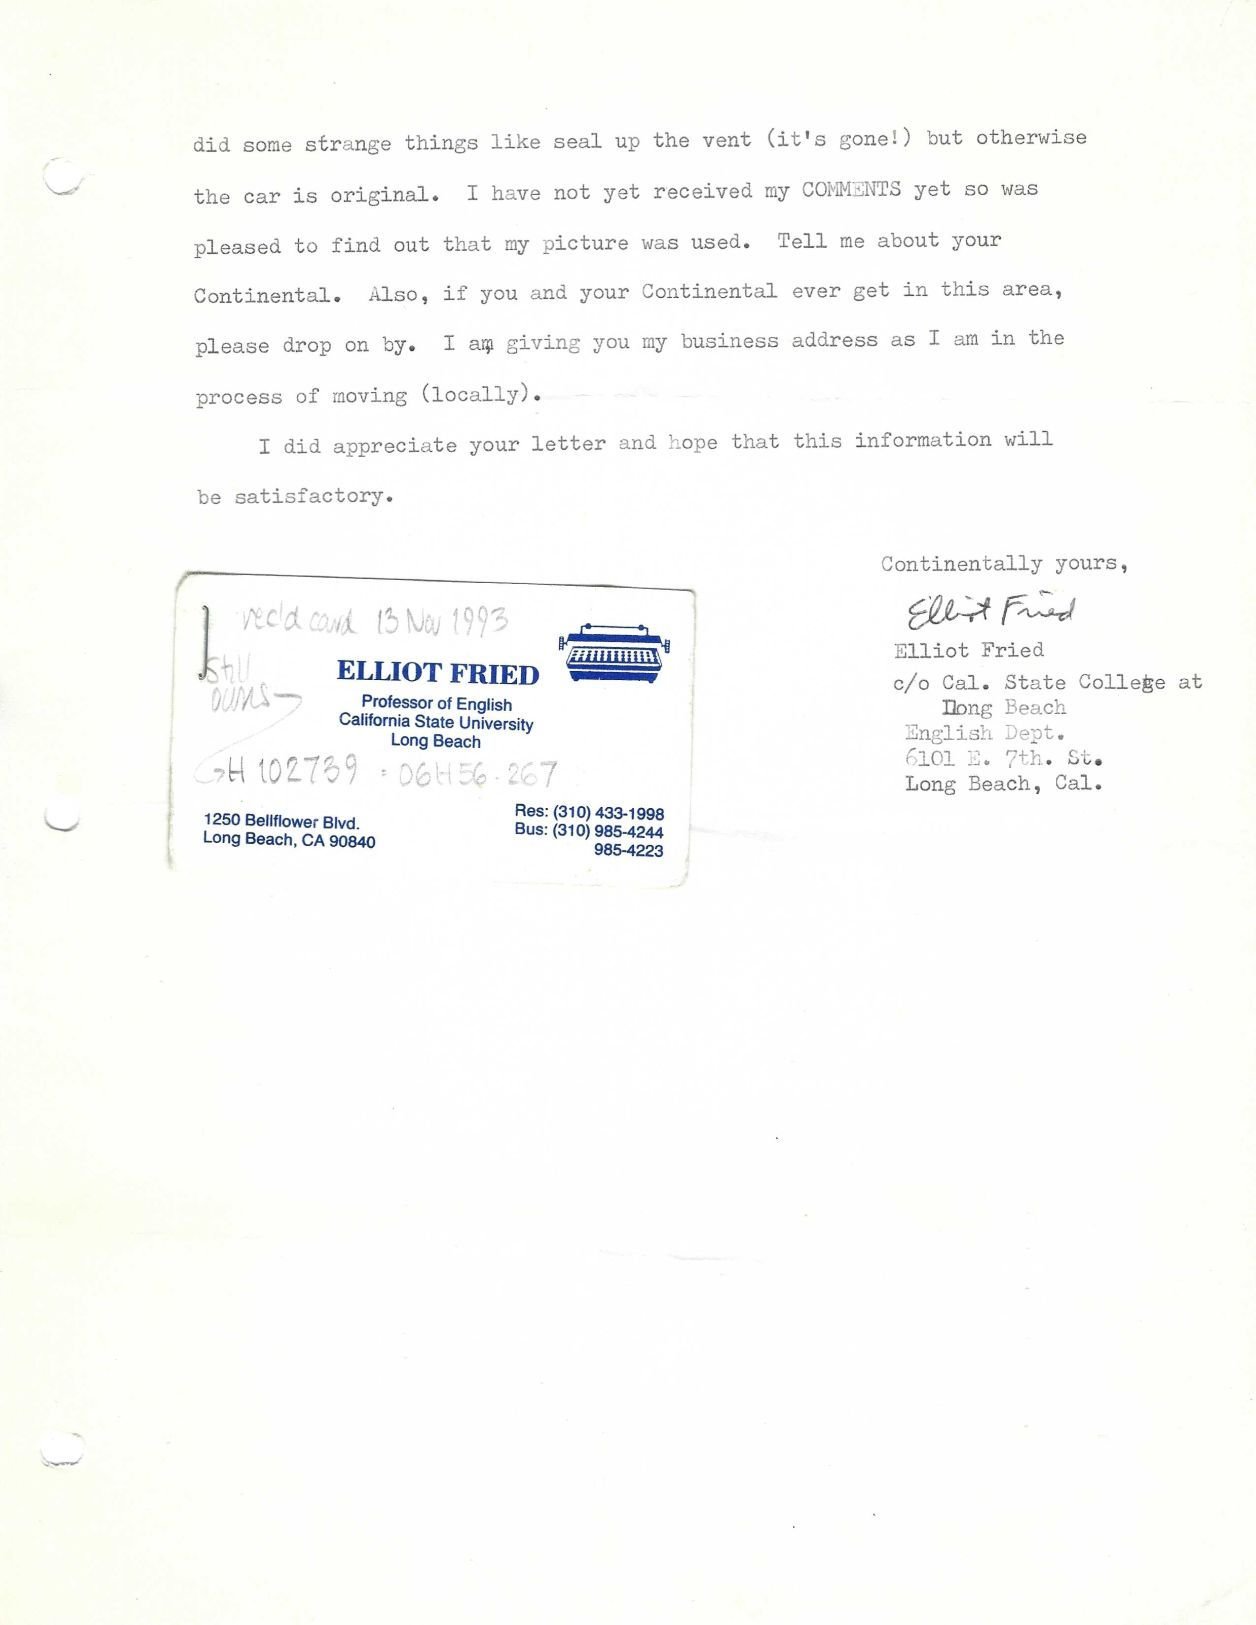 did some strange things like seal up the vent (it's gone!) but otherwise
the car is original. I have not yet received my COMMENTS yet so was
pleased to find out that my picture was used. Tell me about your
Continental. Also, if you and your Continental ever get in this area,
please drop on by. I am giving you my business address as I am in the
process of moving (locally).
I did appreciate your letter and hope that this information will
be satisfactory.
Continentally yours,
Elliot Fried
Elliot Fried
c/o Cal. State College at
Long Beach
English Dept.
6101 E. 7th. St.
Long Beach, Cal.
rec'd card 13 Nov 1993
still
owns
ELLIOT FRIED
Professor of English
California State University
Long Beach
H 102739 = 06H56-267
1250 Bellflower Blvd.
Long Beach, CA 90840
Res: (310) 433-1998
Bus: (310) 985-4244
985-4223